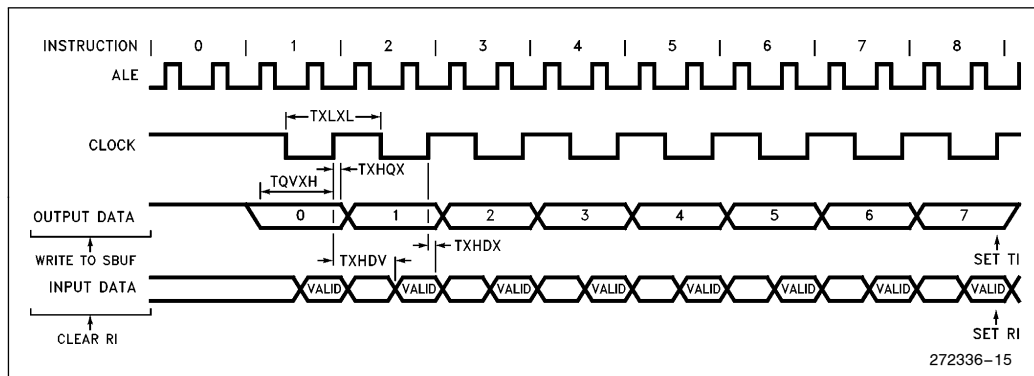 INSTRUCTION | 0 | 1 | 2 | 3 | 4 | 5 | 6 | 7 | 8 |
ALE
TXLXL
CLOCK
TXHQX
TQVXH
OUTPUT DATA 0 1 2 3 4 5 6 7
TXHDX
WRITE TO SBUF TXHDV SET TI
INPUT DATA VALID VALID VALID VALID VALID VALID VALID VALID
CLEAR RI SET RI
272336-15